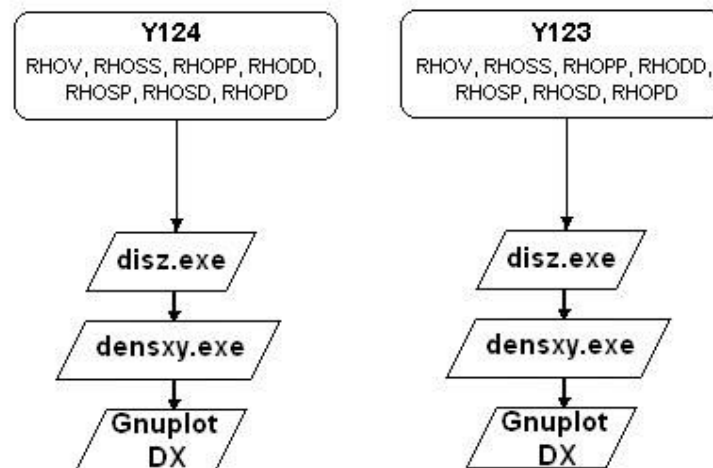 Y124
RHOV, RHOSS, RHOPP, RHODD,
RHOSP, RHOSD, RHOPD
disz.exe
densxy.exe
Gnuplot
DX
Y123
RHOV, RHOSS, RHOPP, RHODD,
RHOSP, RHOSD, RHOPD
disz.exe
densxy.exe
Gnuplot
DX